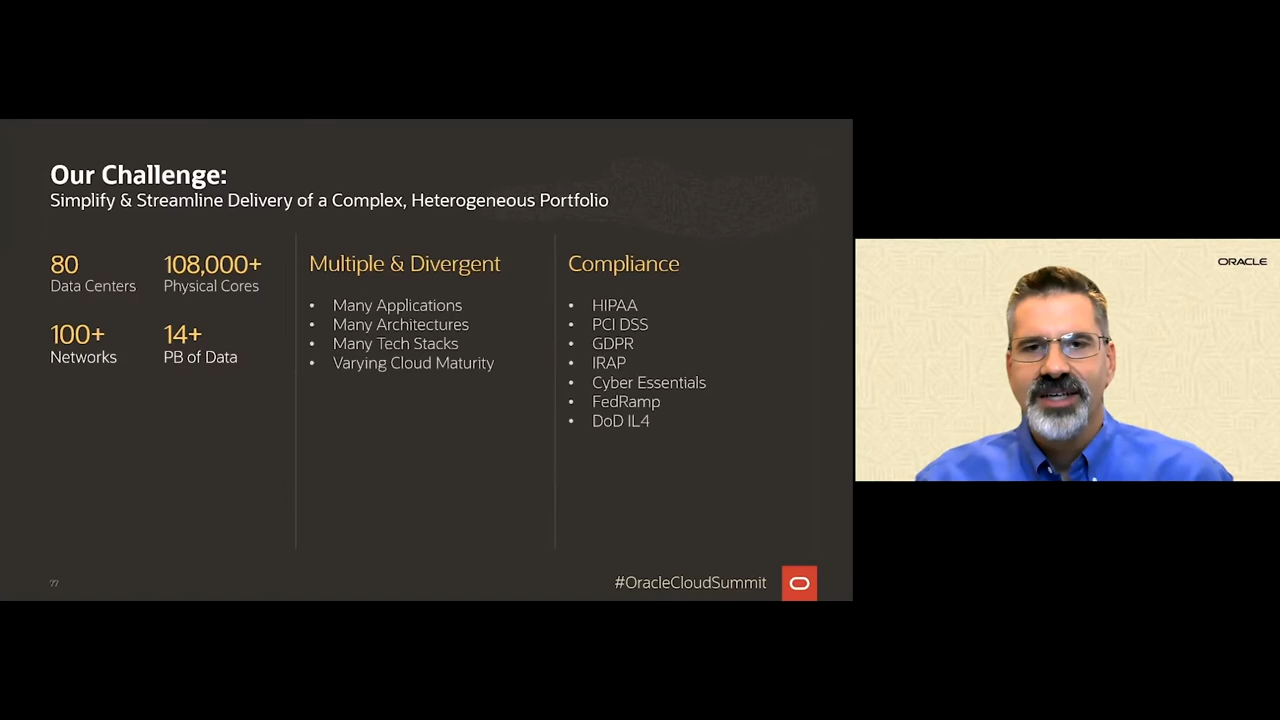 Our Challenge:
Simplify & Streamline Delivery of a Complex, Heterogeneous Portfolio
80
Data Centers
108,000+
Physical Cores
100+
Networks
14+
PB of Data
Multiple & Divergent
• Many Applications
• Many Architectures
• Many Tech Stacks
• Varying Cloud Maturity
Compliance
• HIPAA
• PCI DSS
• GDPR
• IRAP
• Cyber Essentials
• FedRamp
• DoD IL4
77
#OracleCloudSummit
ORACLE